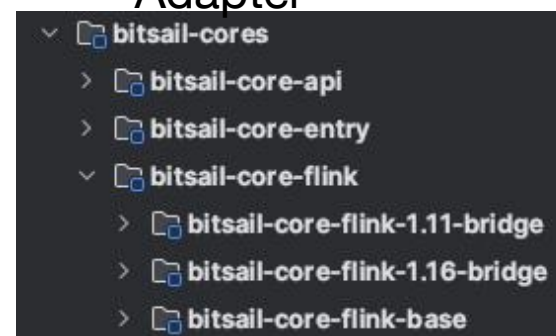 Adapter
bitsail-cores
bitsail-core-api
bitsail-core-entry
bitsail-core-flink
bitsail-core-flink-1.11-bridge
bitsail-core-flink-1.16-bridge
bitsail-core-flink-base